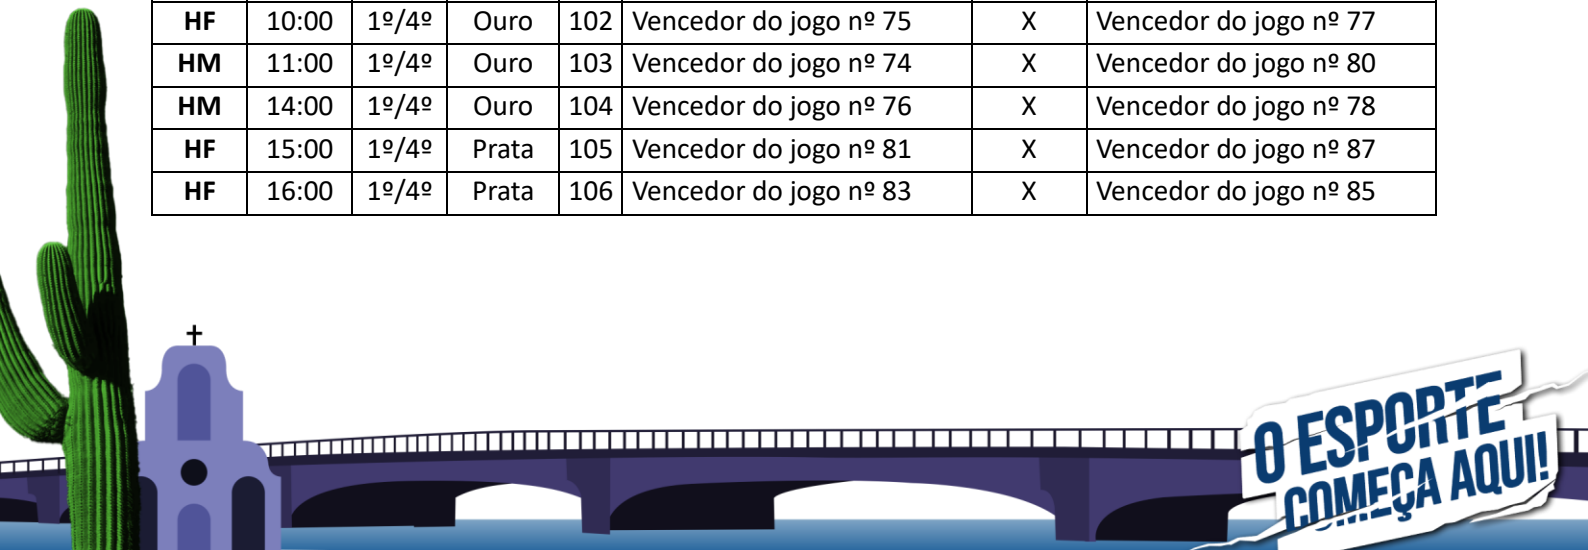 HF 10:00 1º/4º Ouro 102 Vencedor do jogo nº 75 X Vencedor do jogo nº 77
HM 11:00 1º/4º Ouro 103 Vencedor do jogo nº 74 X Vencedor do jogo nº 80
HM 14:00 1º/4º Ouro 104 Vencedor do jogo nº 76 X Vencedor do jogo nº 78
HF 15:00 1º/4º Prata 105 Vencedor do jogo nº 81 X Vencedor do jogo nº 87
HF 16:00 1º/4º Prata 106 Vencedor do jogo nº 83 X Vencedor do jogo nº 85
O ESPORTE
COMEÇA AQUI!